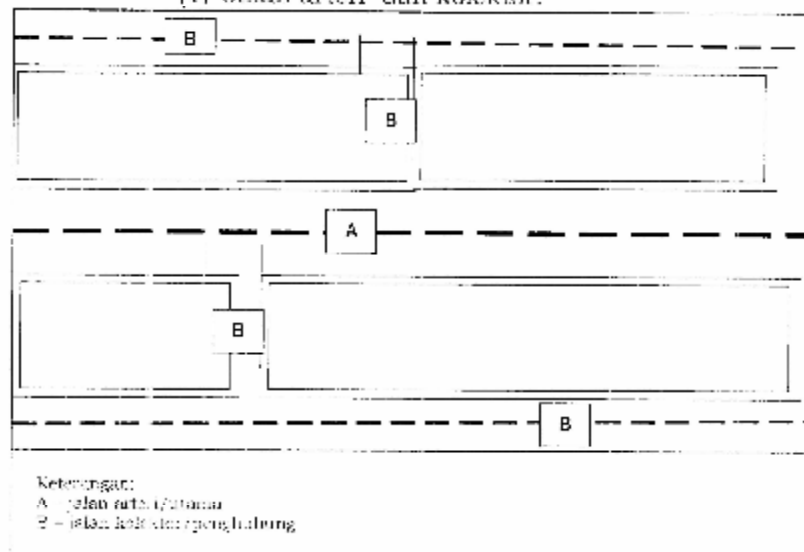 B
B
A
B
B
Keterangan:
A – jalan arteri/utama
B – jalan kolektor/penghubung